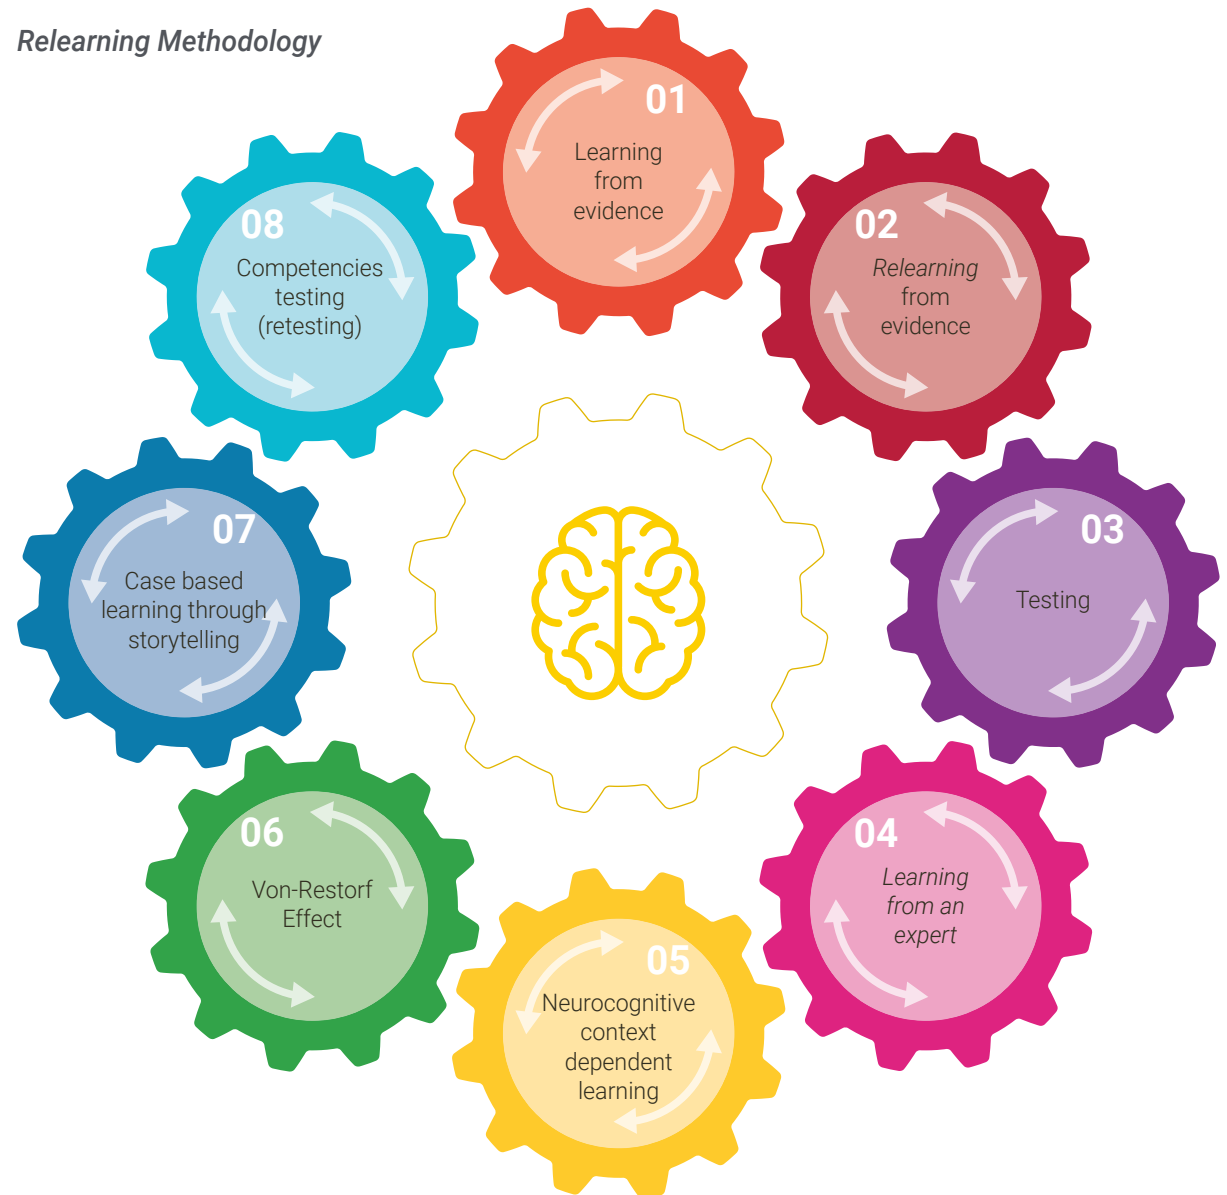 Relearning Methodology
01
Learning
from
evidence
02
Relearning
from
evidence
03
Testing
04
Learning
from an
expert
05
Neurocognitive
context
dependent
learning
06
Von-Restorf
Effect
07
Case based
learning through
storytelling
08
Competencies
testing
(retesting)